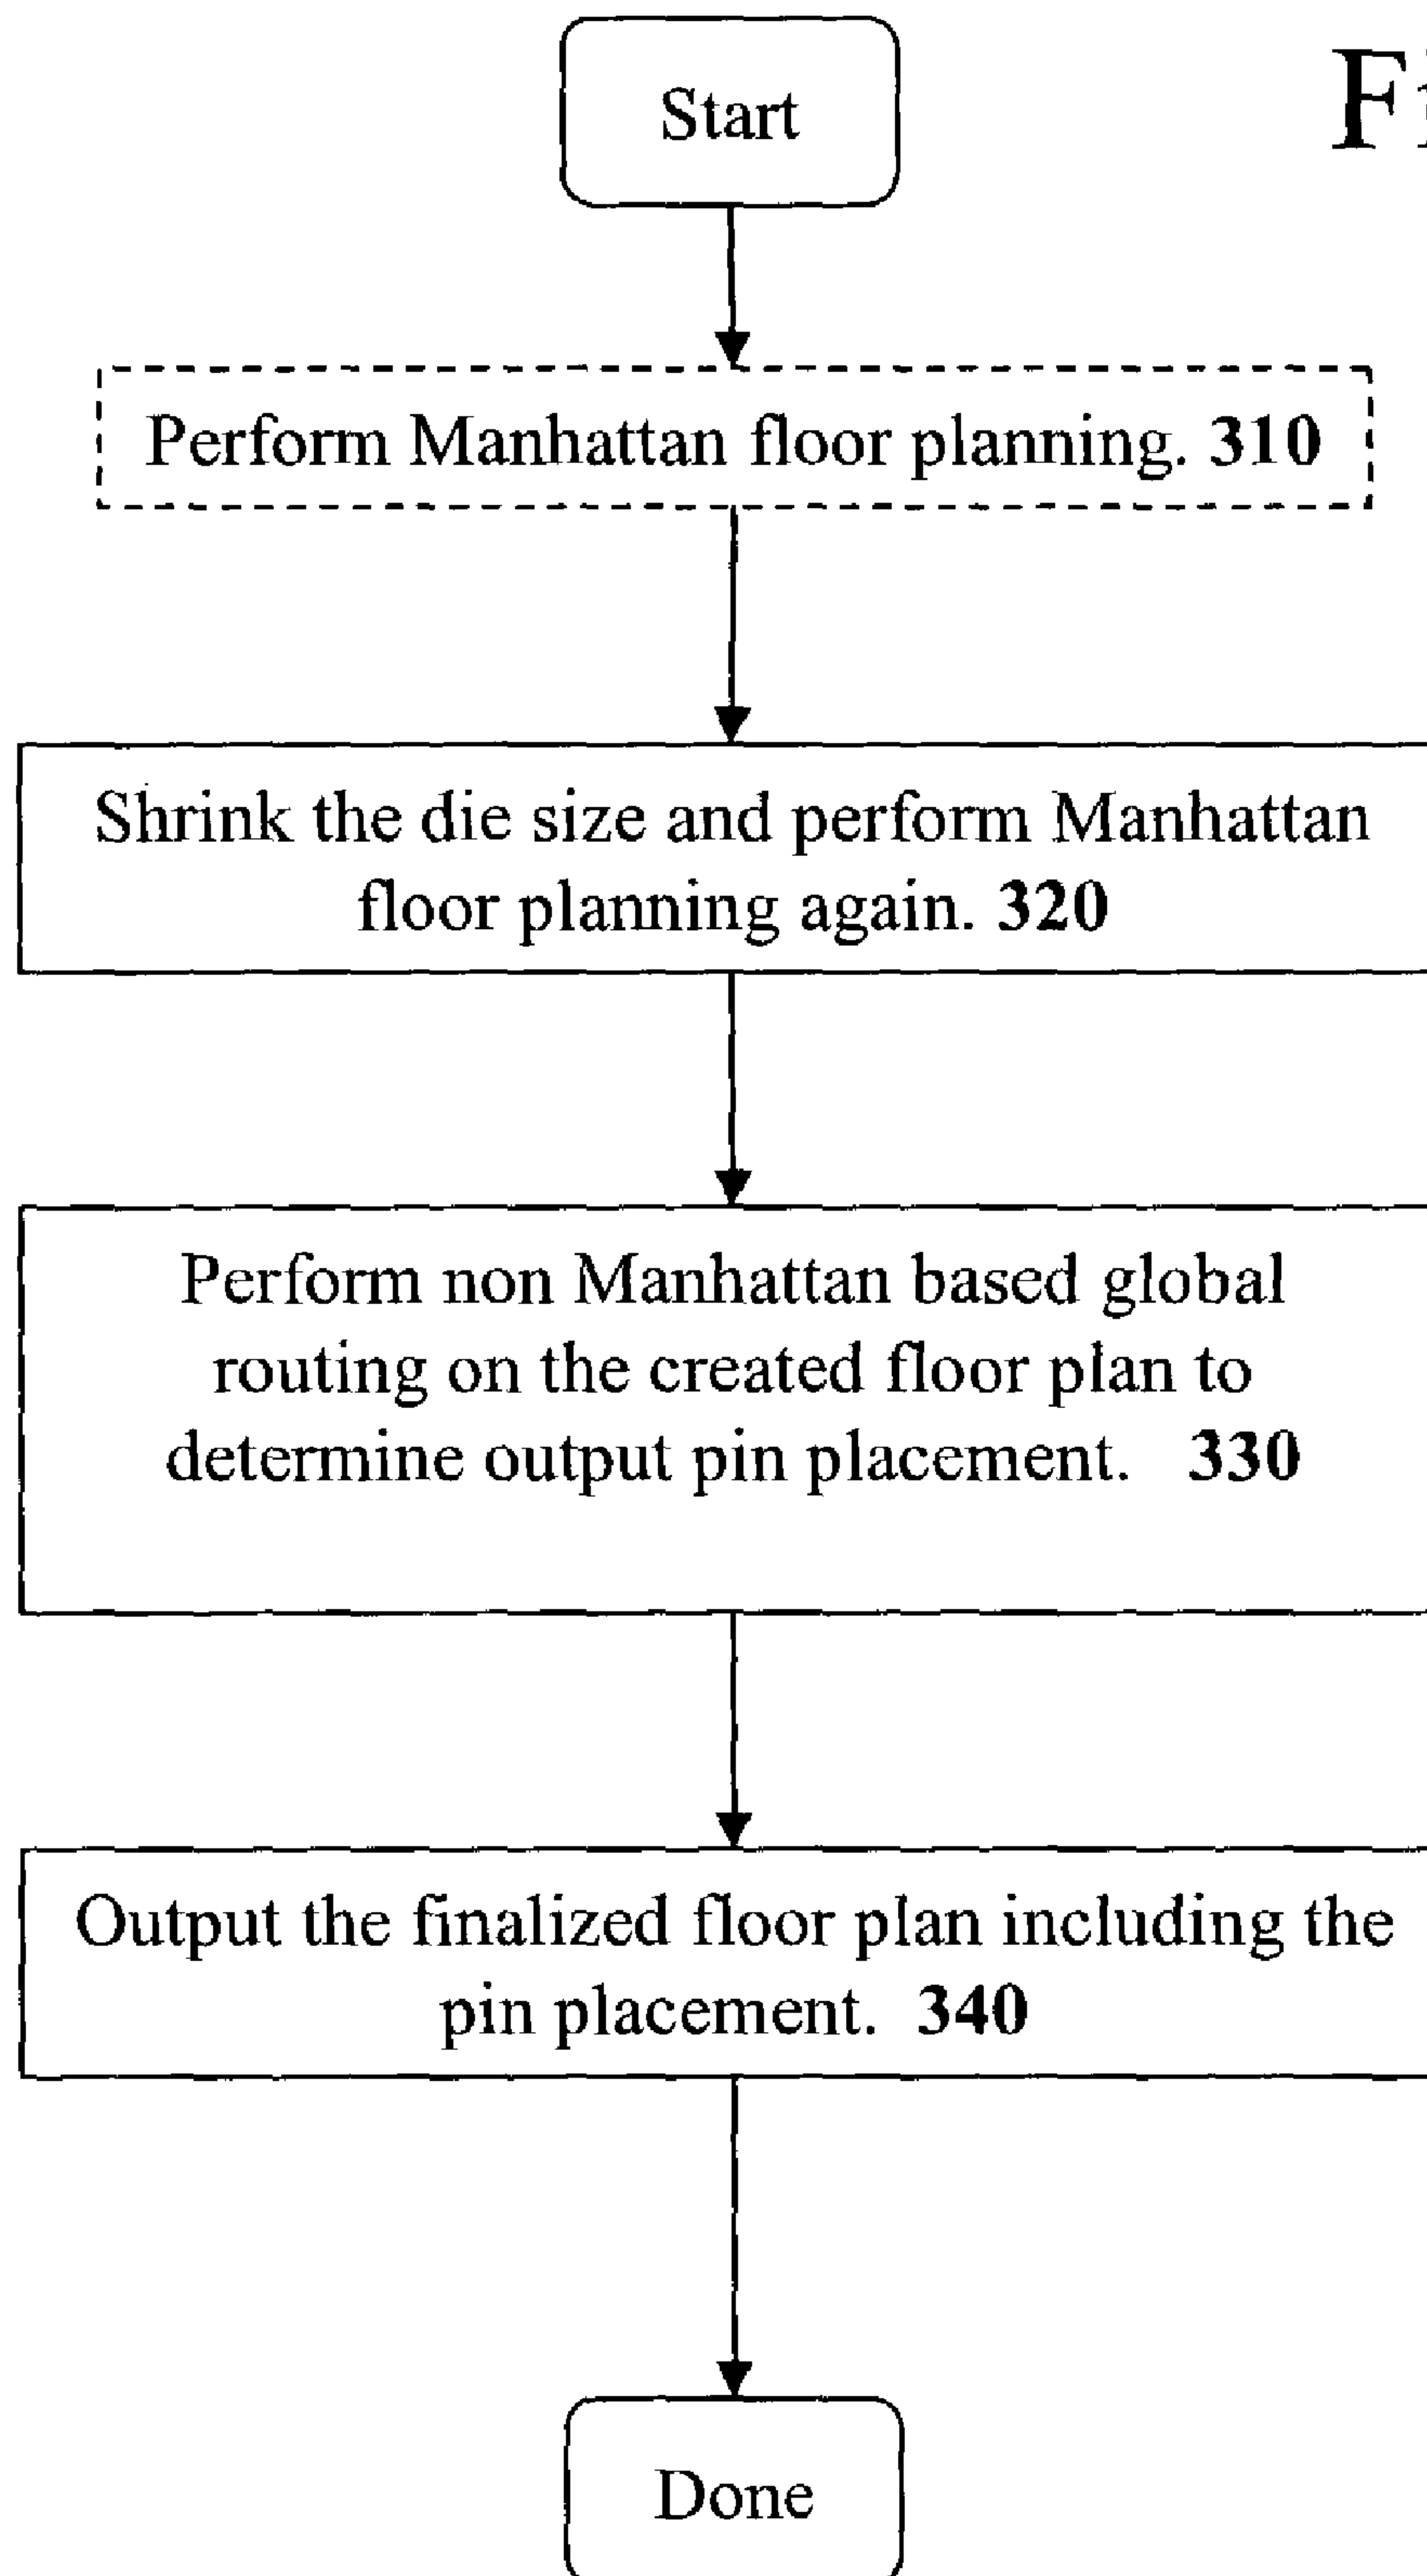 Start
Perform Manhattan floor planning. 310
Shrink the die size and perform Manhattan
floor planning again. 320
Perform non Manhattan based global
routing on the created floor plan to
determine output pin placement. 330
Output the finalized floor plan including the
pin placement. 340
Done